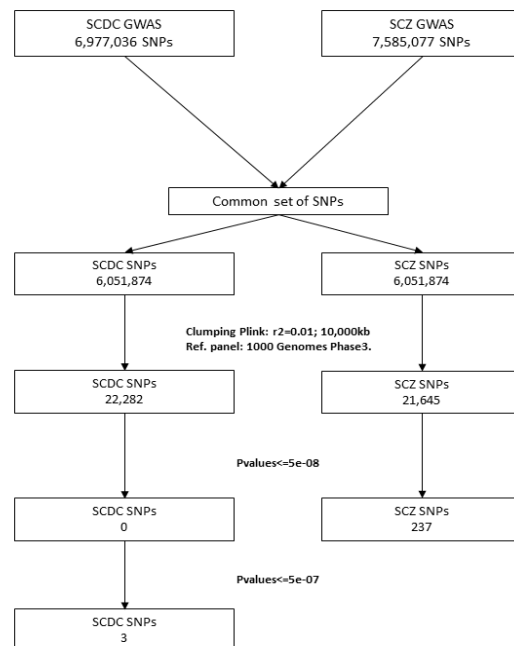 SCDC GWAS
6,977,036 SNPs
SCZ GWAS
7,585,077 SNPs
Common set of SNPs
SCDC SNPs
6,051,874
SCZ SNPs
6,051,874
Clumping Plink: r2=0.01; 10,000kb
Ref. panel: 1000 Genomes Phase3.
SCDC SNPs
22,282
SCZ SNPs
21,645
Pvalues<=5e-08
SCDC SNPs
0
SCZ SNPs
237
Pvalues<=5e-07
SCDC SNPs
3